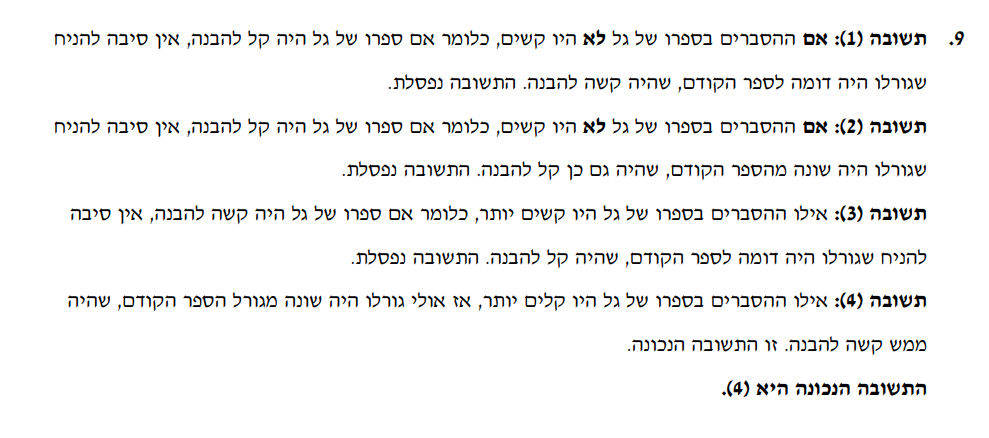 9. תשובה (1): אם ההסברים בספרו של גל לא היו קשים, כלומר אם ספרו של גל היה קל להבנה, אין סיבה להניח
שגורלו היה דומה לספר הקודם, שהיה קשה להבנה. התשובה נפסלת.
תשובה (2): אם ההסברים בספרו של גל לא היו קשים, כלומר אם ספרו של גל היה קל להבנה, אין סיבה להניח
שגורלו היה שונה מהספר הקודם, שהיה גם כן קל להבנה. התשובה נפסלת.
תשובה (3): אילו ההסברים בספרו של גל היו קשים יותר, כלומר אם ספרו של גל היה קשה להבנה, אין סיבה
להניח שגורלו היה דומה לספר הקודם, שהיה קל להבנה. התשובה נפסלת.
תשובה (4): אילו ההסברים בספרו של גל היו קלים יותר, אז אולי גורלו היה שונה מגורל הספר הקודם, שהיה
ממש קשה להבנה. זו התשובה הנכונה.
התשובה הנכונה היא (4).